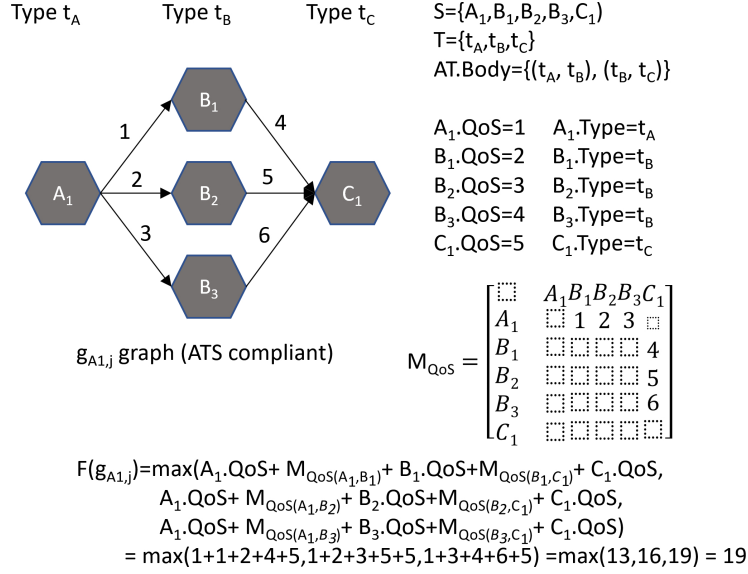 Type tA Type tB Type tC
S={A1,B1,B2,B3,C1)
T={tA,tB,tC}
AT.Body={(tA, tB), (tB, tC)}
B1
1
4
A1.QoS=1 A1.Type=tA
B1.QoS=2 B1.Type=tB
B2.QoS=3 B2.Type=tB
B3.QoS=4 B3.Type=tB
C1.QoS=5 C1.Type=tC
A1 2 B2 5 C1
3
6
B3
gA1,j graph (ATS compliant)
MQoS =
A1 B1 B2 B3 C1
A1 1 2 3
B1 4
B2 5
B3 6
C1
F(gA1,j)=max(A1.QoS+ MQoS(A1,B1)+ B1.QoS+MQoS(B1,C1)+ C1.QoS,
A1.QoS+ MQoS(A1,B2)+ B2.QoS+MQoS(B2,C1)+ C1.QoS,
A1.QoS+ MQoS(A1,B3)+ B3.QoS+MQoS(B3,C1)+ C1.QoS)
= max(1+1+2+4+5,1+2+3+5+5,1+3+4+6+5) =max(13,16,19) = 19